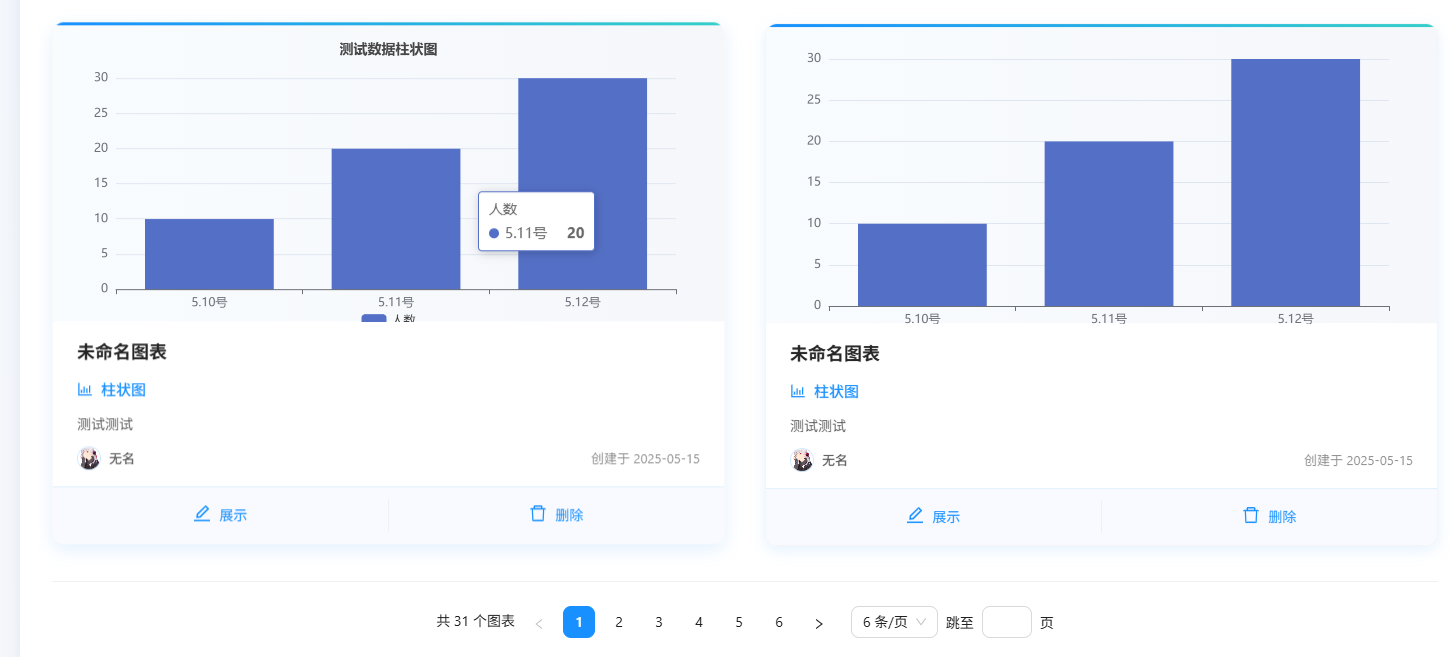 测试数据柱状图
30
25
20
15
10
5
0
5.10号
5.11号
5.12号
人数
人数
5.11号 20
未命名图表
柱状图
测试测试
无名
创建于 2025-05-15
展示
删除
30
25
20
15
10
5
0
5.10号
5.11号
5.12号
未命名图表
柱状图
测试测试
无名
创建于 2025-05-15
展示
删除
共 31 个图表 < 1 2 3 4 5 6 > 6 条/页 跳至 页